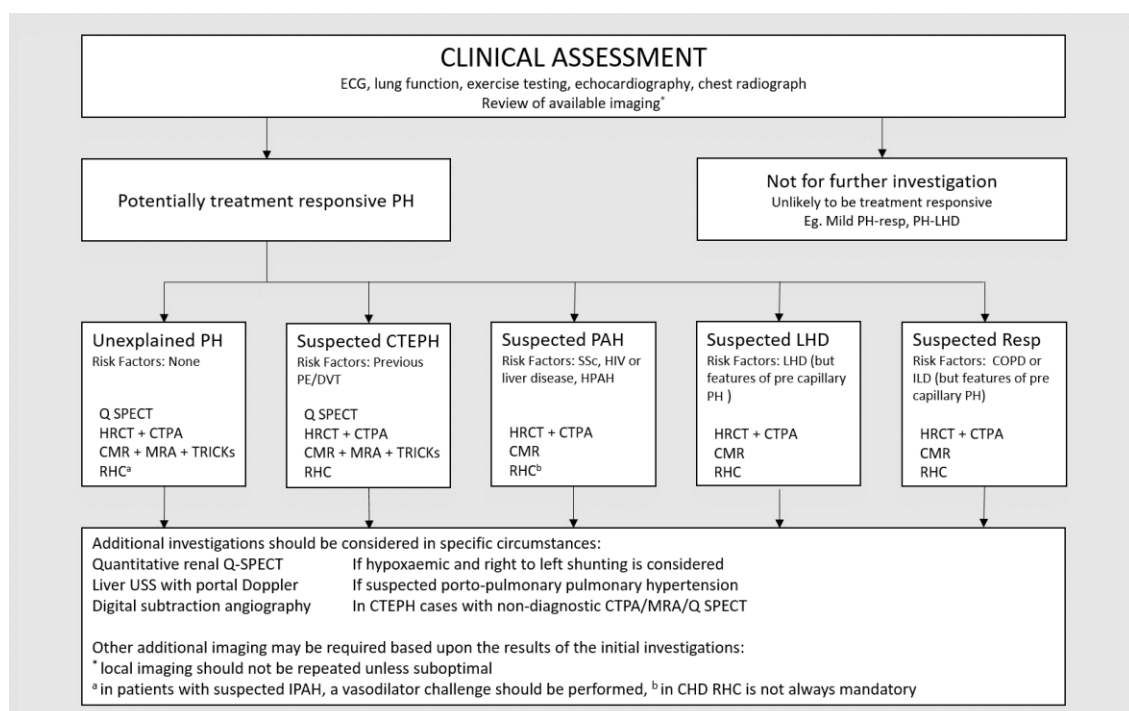 CLINICAL ASSESSMENT
ECG, lung function, exercise testing, echocardiography, chest radiograph
Review of available imaging*
Potentially treatment responsive PH
Not for further investigation
Unlikely to be treatment responsive
Eg. Mild PH-resp, PH-LHD
Unexplained PH
Risk Factors: None
Q SPECT
HRCT + CTPA
CMR + MRA + TRICKs
RHCᵃ
Suspected CTEPH
Risk Factors: Previous
PE/DVT
Q SPECT
HRCT + CTPA
CMR + MRA + TRICKs
RHC
Suspected PAH
Risk Factors: SSc, HIV or
liver disease, HPAH
HRCT + CTPA
CMR
RHCᵇ
Suspected LHD
Risk Factors: LHD (but
features of pre capillary
PH )
HRCT + CTPA
CMR
RHC
Suspected Resp
Risk Factors: COPD or
ILD (but features of pre
capillary PH)
HRCT + CTPA
CMR
RHC
Additional investigations should be considered in specific circumstances:
Quantitative renal Q-SPECT If hypoxaemic and right to left shunting is considered
Liver USS with portal Doppler If suspected porto-pulmonary pulmonary hypertension
Digital subtraction angiography In CTEPH cases with non-diagnostic CTPA/MRA/Q SPECT
Other additional imaging may be required based upon the results of the initial investigations:
* local imaging should not be repeated unless suboptimal
ᵃ in patients with suspected IPAH, a vasodilator challenge should be performed, ᵇ in CHD RHC is not always mandatory